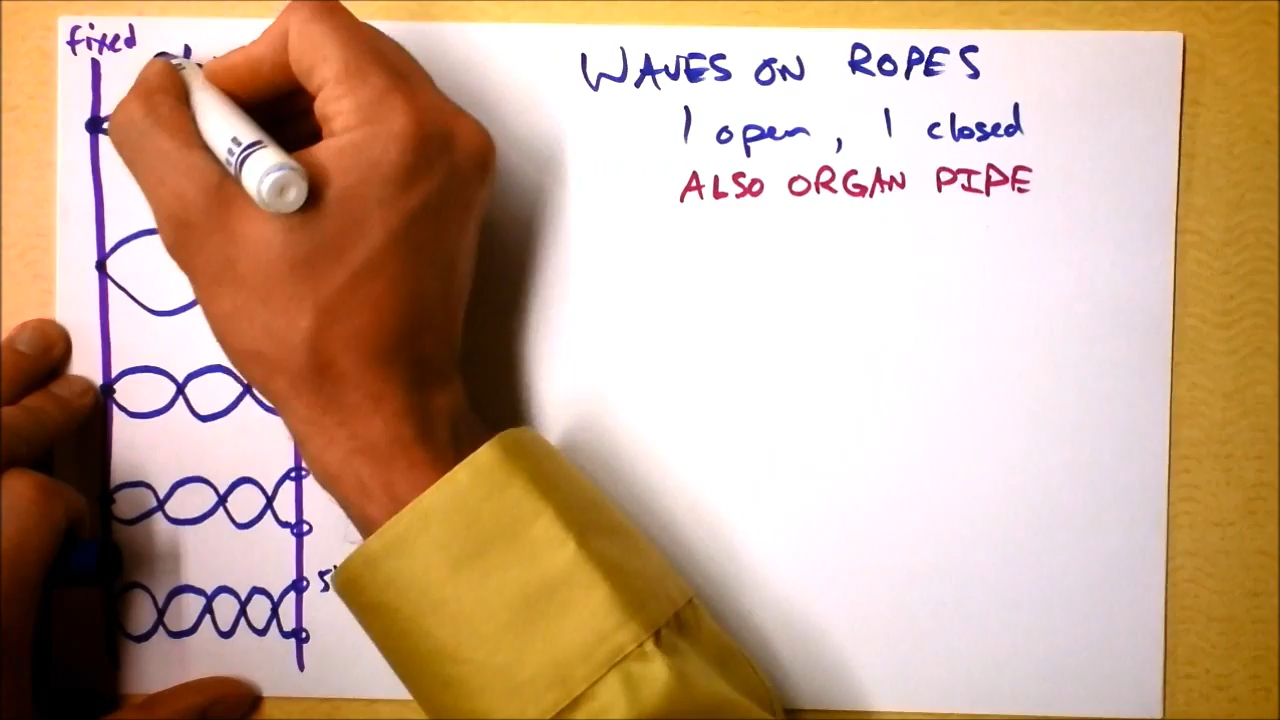 fixed
WAVES ON ROPES
1 open, 1 closed
ALSO ORGAN PIPE